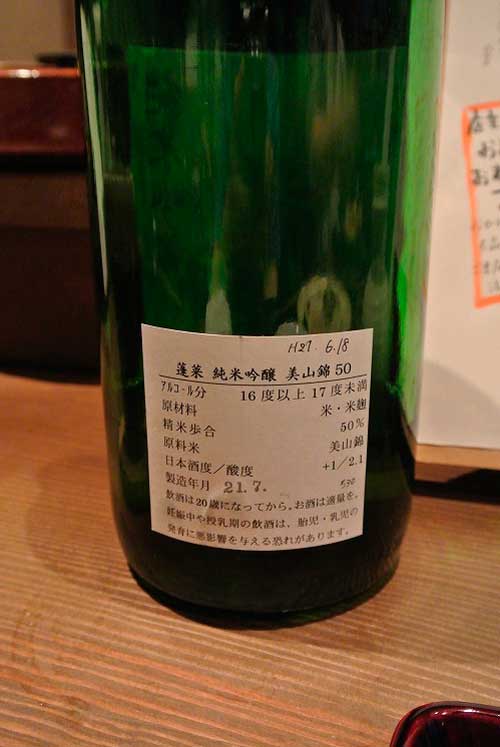 H21. 6.18
蓬莱 純米吟醸 美山錦 50
アルコール分 16度以上17度未満
原材料 米・米麹
精米歩合 50%
原料米 美山錦
日本酒度／酸度 +1／2.1
製造年月 21.7.
飲酒は20歳になってから。お酒は適量を。
妊娠中や授乳期の飲酒は、胎児・乳児の
発育に悪影響を与える恐れがあります。